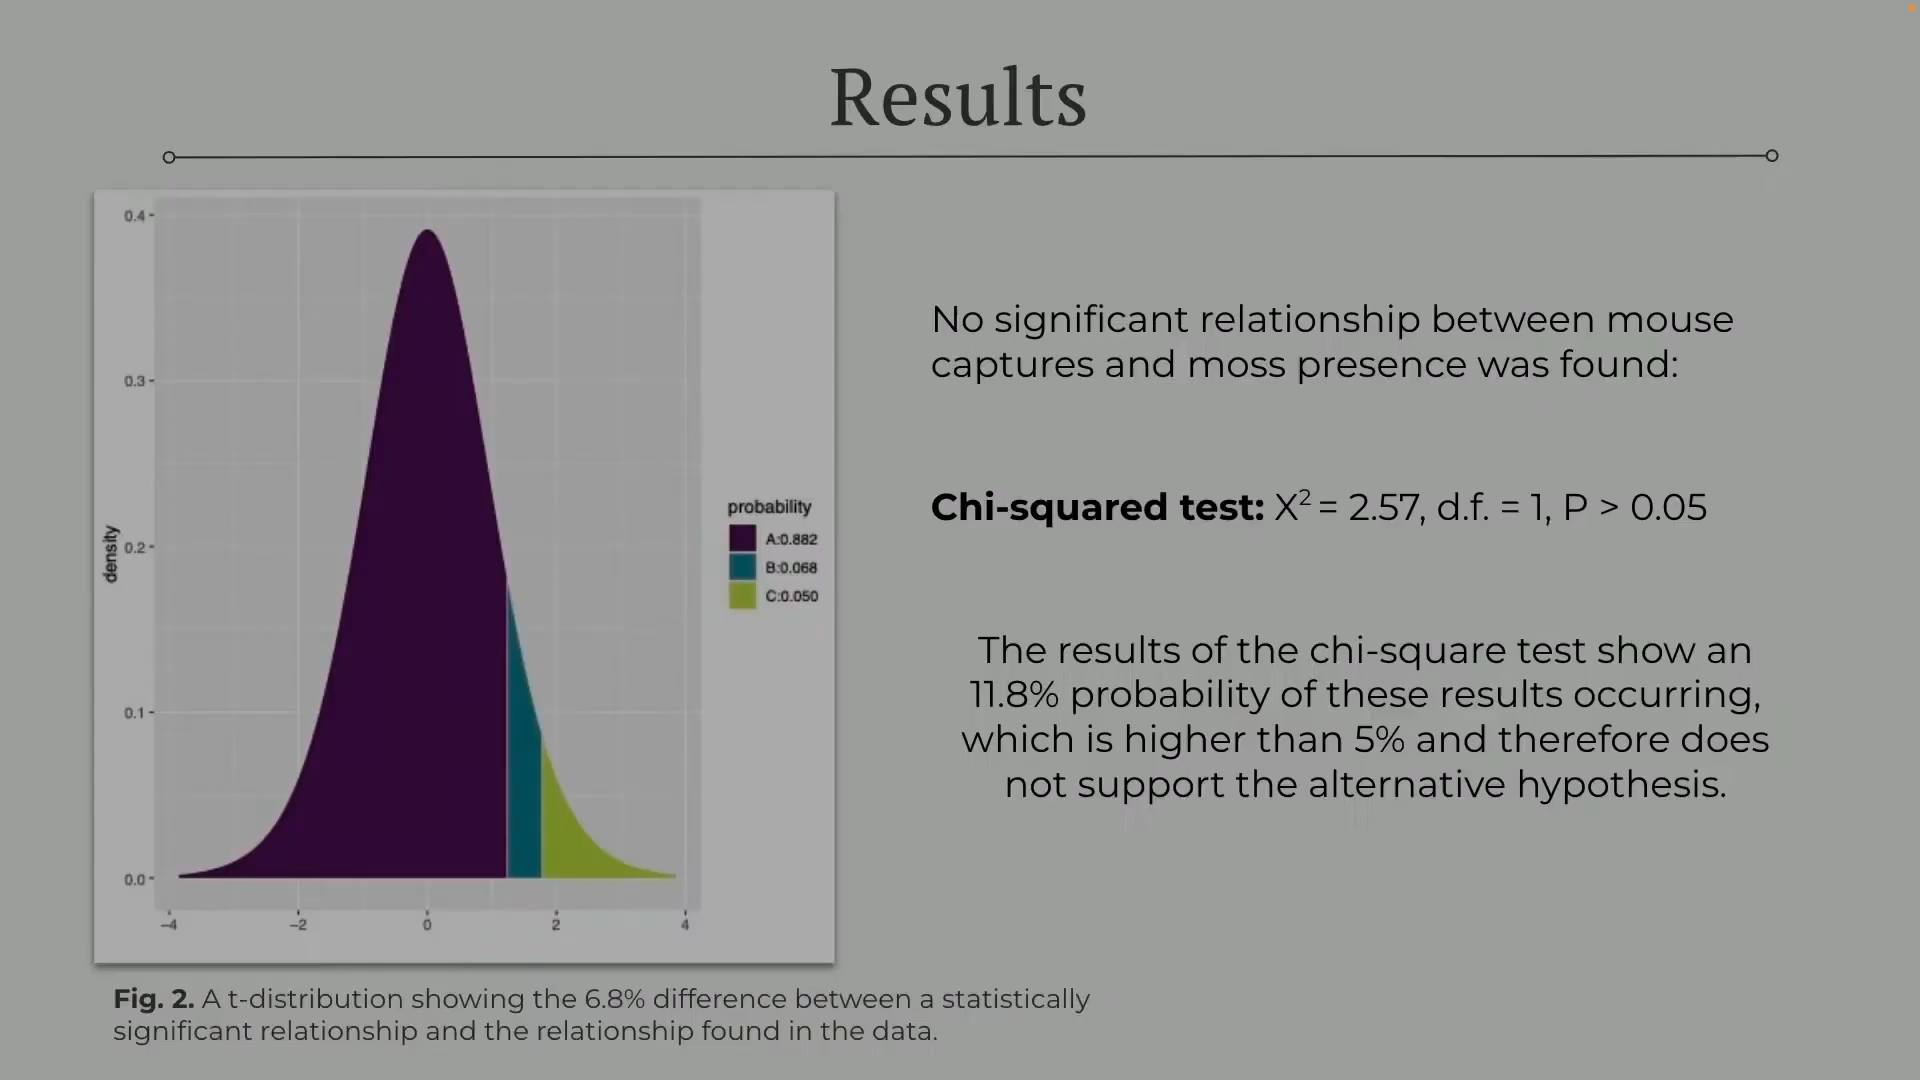 Results
0.4
0.3
0.2
0.1
0.0
density
-4 -2 0 2 4
probability
A:0.882
B:0.068
C:0.050
Fig. 2. A t-distribution showing the 6.8% difference between a statistically
significant relationship and the relationship found in the data.
No significant relationship between mouse
captures and moss presence was found:
Chi-squared test: X² = 2.57, d.f. = 1, P > 0.05
The results of the chi-square test show an
11.8% probability of these results occurring,
which is higher than 5% and therefore does
not support the alternative hypothesis.